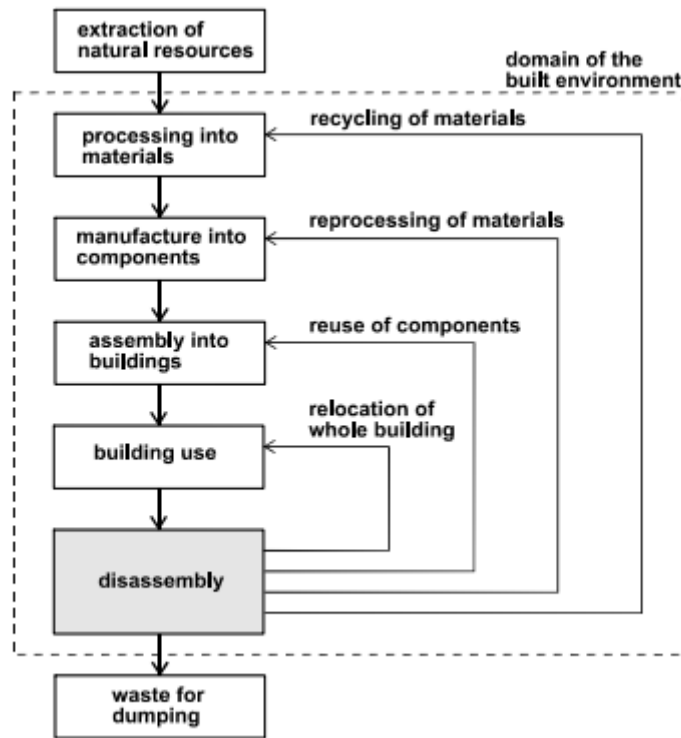 extraction of
natural resources
domain of the
built environment
processing into
materials
recycling of materials
manufacture into
components
reprocessing of materials
assembly into
buildings
reuse of components
relocation of
whole building
building use
disassembly
waste for
dumping